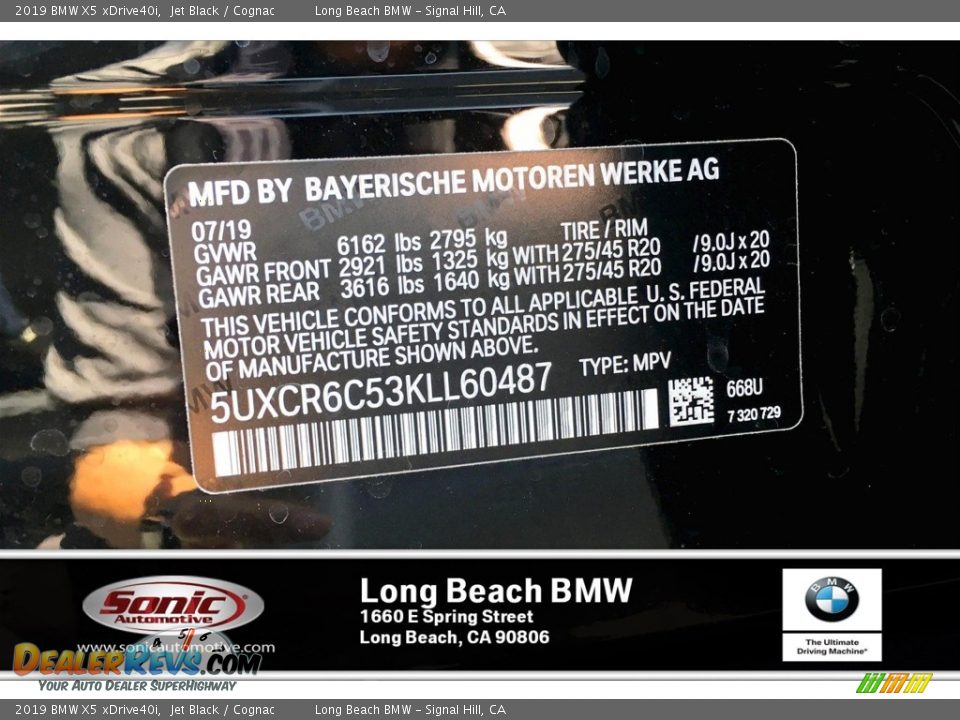 2019 BMW X5 xDrive40i, Jet Black / Cognac Long Beach BMW - Signal Hill, CA
MFD BY BAYERISCHE MOTOREN WERKE AG
07/19 TIRE / RIM
GVWR 6162 lbs 2795 kg
GAWR FRONT 2921 lbs 1325 kg WITH 275/45 R20 /9.0J x 20
GAWR REAR 3616 lbs 1640 kg WITH 275/45 R20 /9.0J x 20
THIS VEHICLE CONFORMS TO ALL APPLICABLE U. S. FEDERAL
MOTOR VEHICLE SAFETY STANDARDS IN EFFECT ON THE DATE
OF MANUFACTURE SHOWN ABOVE.
5UXCR6C53KLL60487 TYPE: MPV
668U
7 320 729
Sonic
Automotive
www.sonicautomotive.com
DealerRevs.com
Your Auto Dealer SuperHighway
Long Beach BMW
1660 E Spring Street
Long Beach, CA 90806
BMW
The Ultimate
Driving Machine®
2019 BMW X5 xDrive40i, Jet Black / Cognac Long Beach BMW - Signal Hill, CA